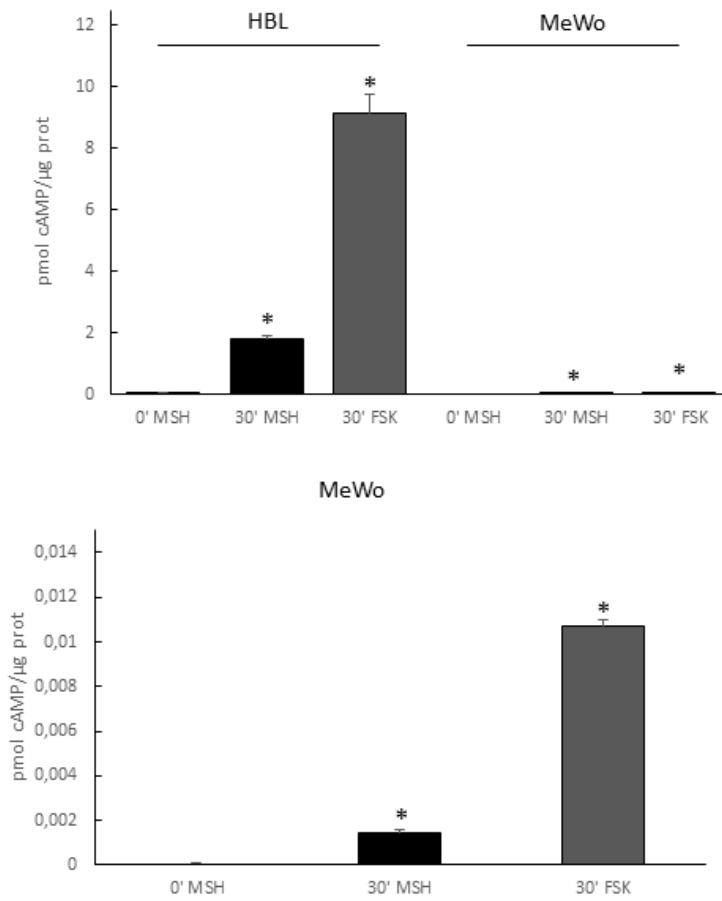 HBL MeWo
pmol cAMP/µg prot
12
10
8
6
4
2
0
* * * *
0' MSH 30' MSH 30' FSK 0' MSH 30' MSH 30' FSK
MeWo
pmol cAMP/µg prot
0,014
0,012
0,01
0,008
0,006
0,004
0,002
0
* *
0' MSH 30' MSH 30' FSK